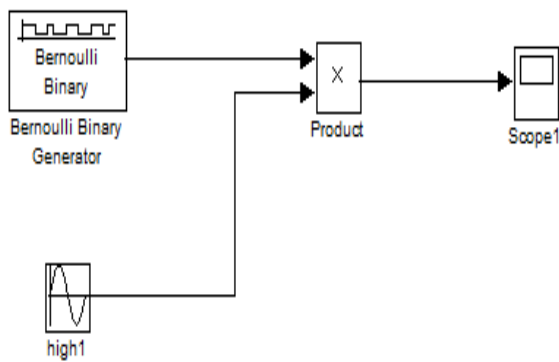 Bernoulli
Binary
Bernoulli Binary
Generator
X
Product
Scope1
high1